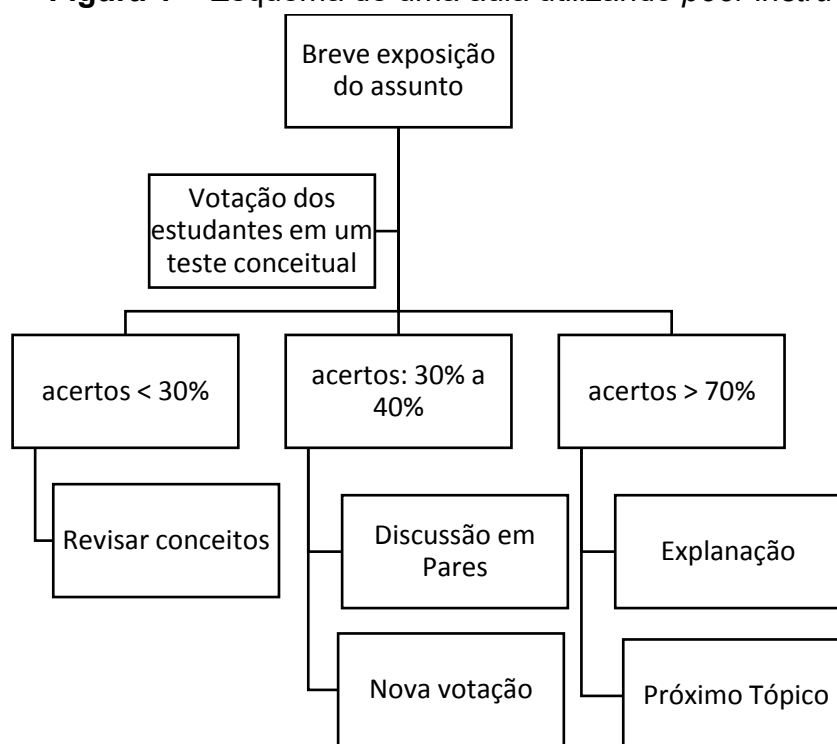 Breve exposição
do assunto
Votação dos
estudantes em um
teste conceitual
acertos < 30%
acertos: 30% a
40%
acertos > 70%
Revisar conceitos
Discussão em
Pares
Explanação
Nova votação
Próximo Tópico